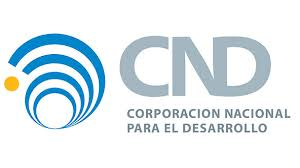 CND
CORPORACION NACIONAL
PARA EL DESARROLLO